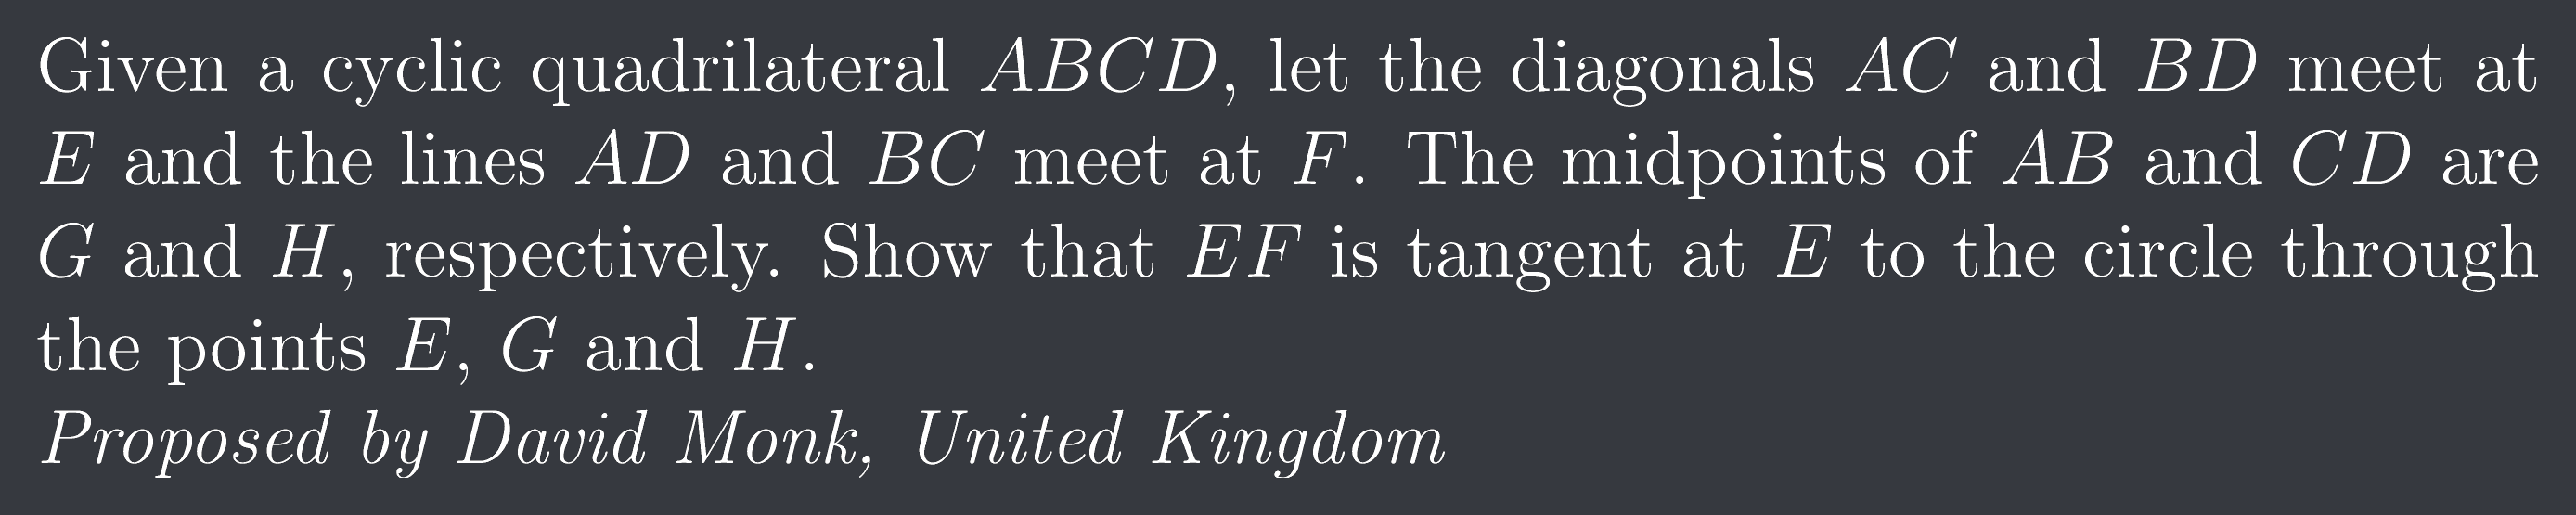 Given a cyclic quadrilateral ABCD, let the diagonals AC and BD meet at
E and the lines AD and BC meet at F. The midpoints of AB and CD are
G and H, respectively. Show that EF is tangent at E to the circle through
the points E, G and H.
Proposed by David Monk, United Kingdom